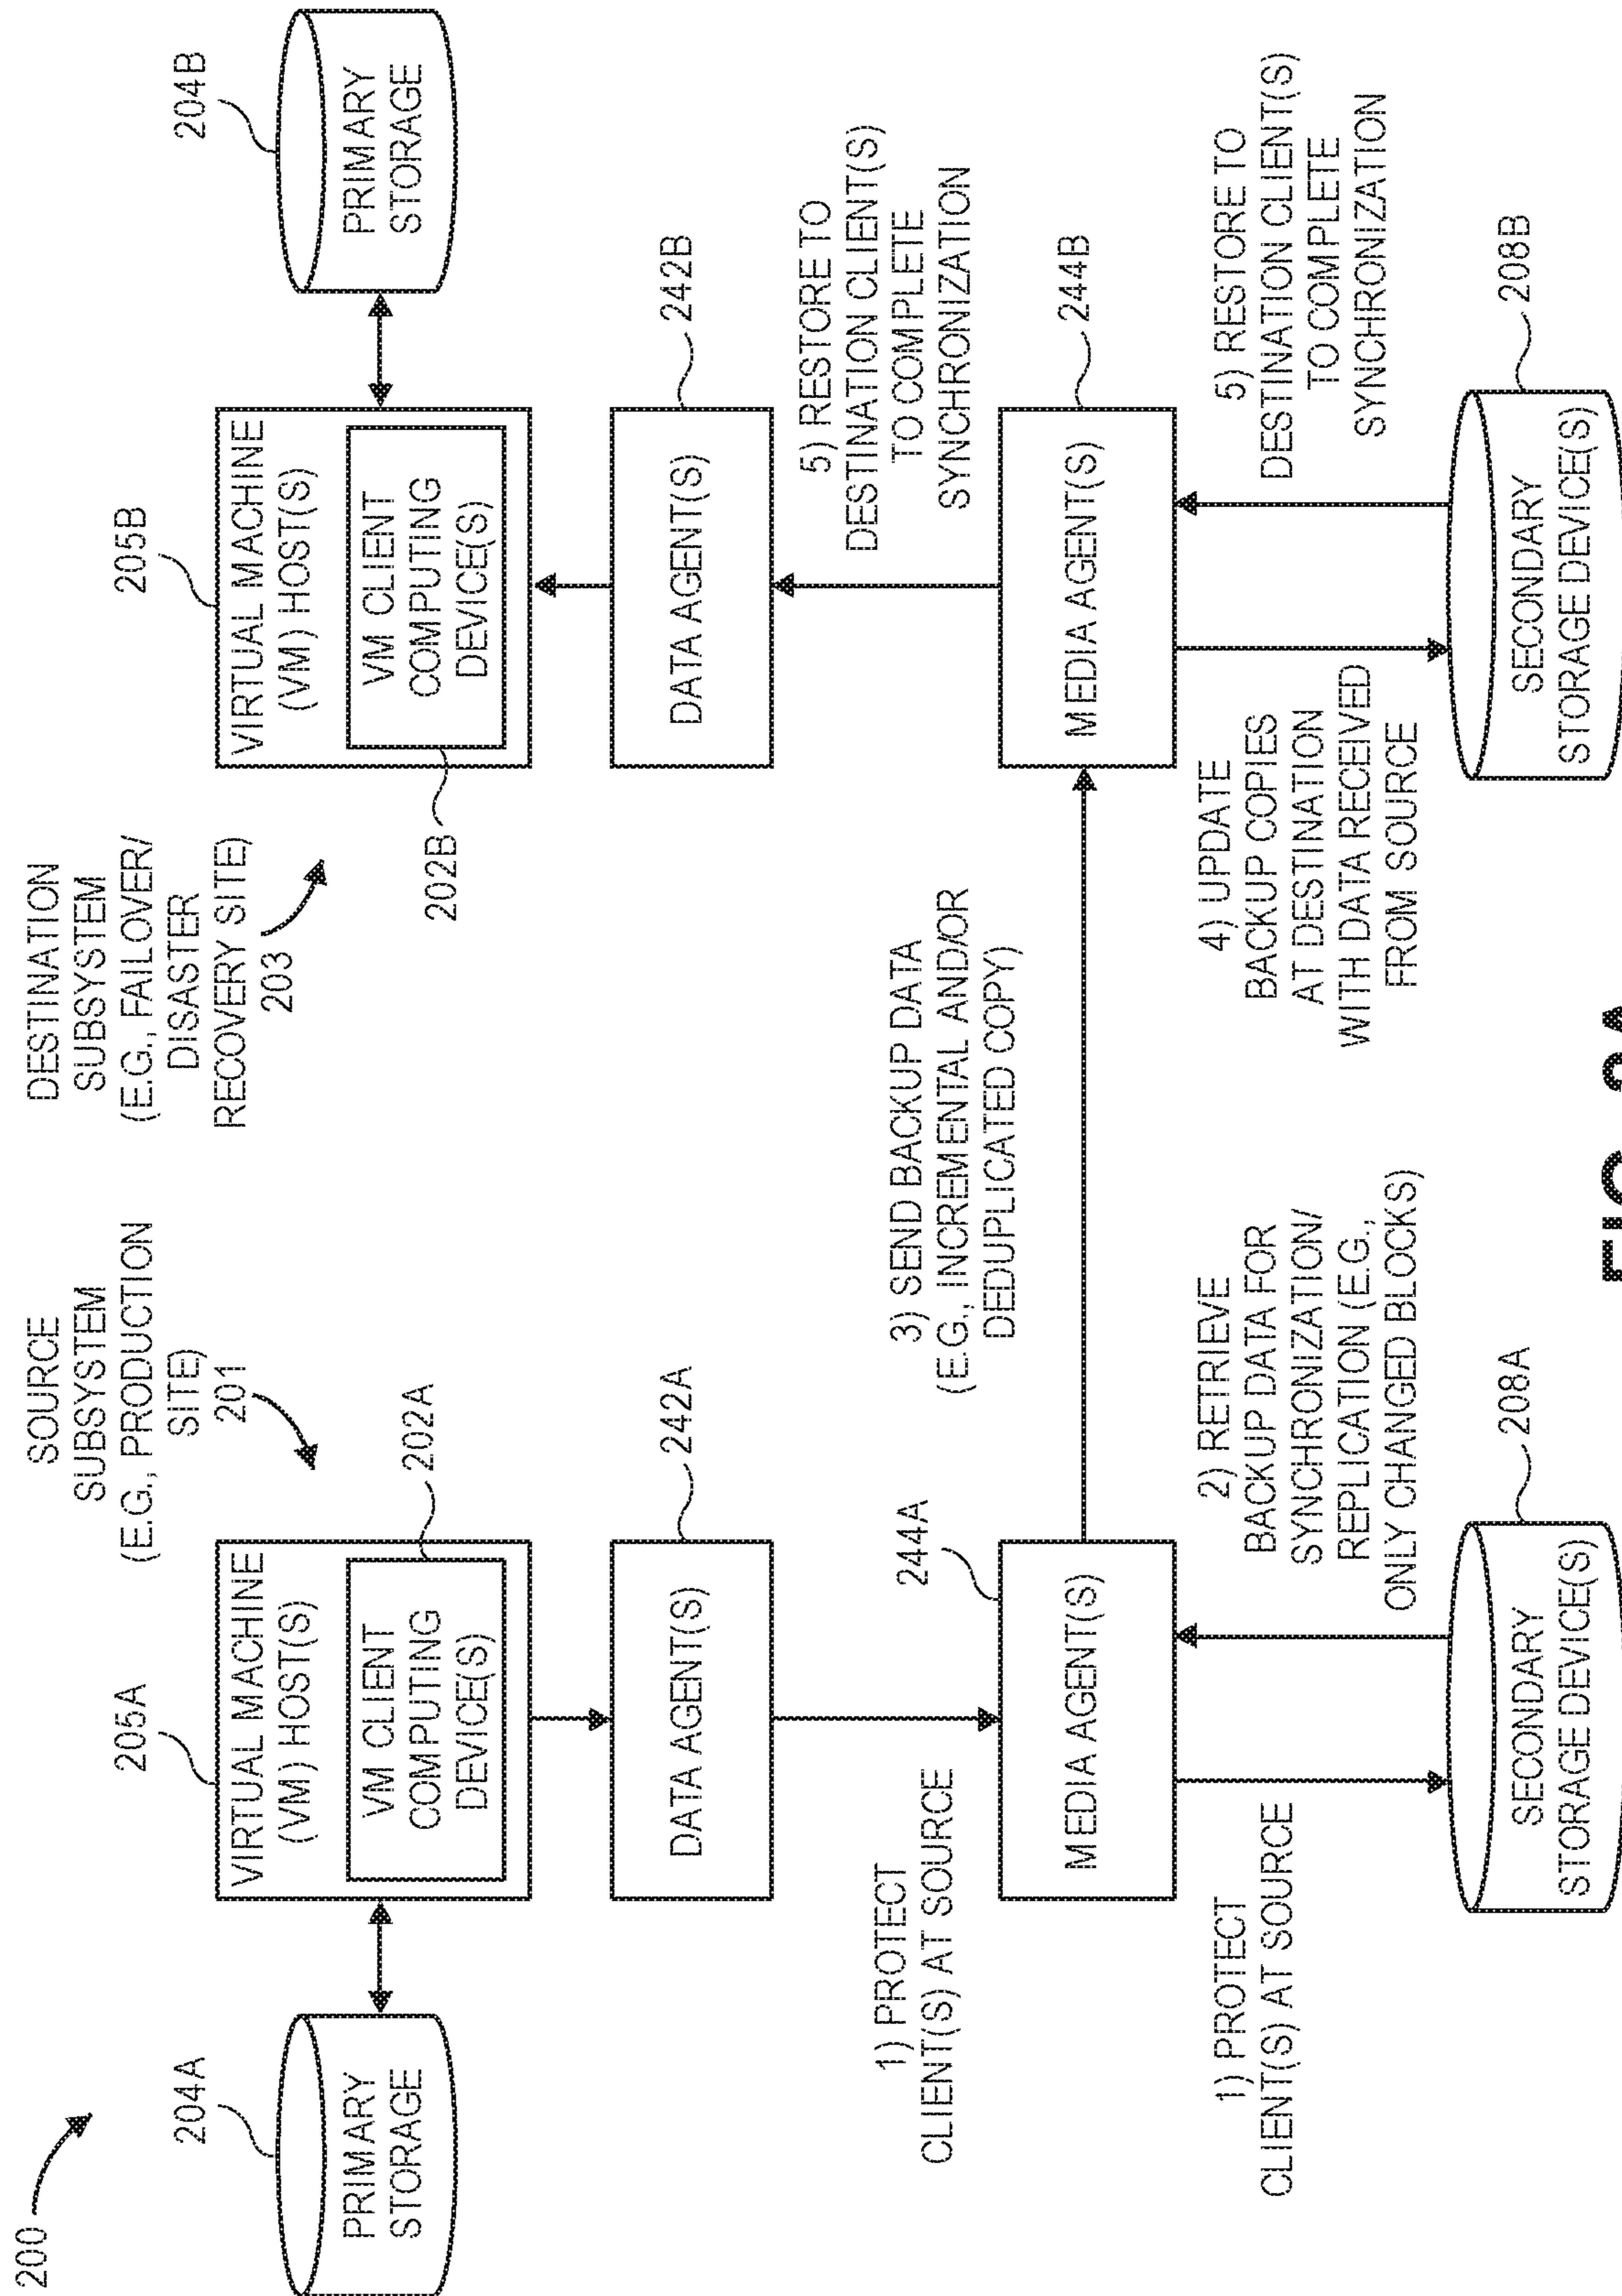 200
SOURCE
SUBSYSTEM
(E.G., PRODUCTION
SITE)
201
DESTINATION
SUBSYSTEM
(E.G., FAILOVER/
DISASTER
RECOVERY SITE)
203
204A
PRIMARY
STORAGE
205A
VIRTUAL MACHINE
(VM) HOST(S)
VM CLIENT
COMPUTING
DEVICE(S)
202A
205B
VIRTUAL MACHINE
(VM) HOST(S)
VM CLIENT
COMPUTING
DEVICE(S)
202B
204B
PRIMARY
STORAGE
DATA AGENT(S)
242A
DATA AGENT(S)
242B
1) PROTECT
CLIENT(S) AT SOURCE
244A
MEDIA AGENT(S)
3) SEND BACKUP DATA
(E.G., INCREMENTAL AND/OR
DEDUPLICATED COPY)
5) RESTORE TO
DESTINATION CLIENT(S)
TO COMPLETE
SYNCHRONIZATION
MEDIA AGENT(S)
244B
1) PROTECT
CLIENT(S) AT SOURCE
2) RETRIEVE
BACKUP DATA FOR
SYNCHRONIZATION/
REPLICATION (E.G.,
ONLY CHANGED BLOCKS)
4) UPDATE
BACKUP COPIES
AT DESTINATION
WITH DATA RECEIVED
FROM SOURCE
5) RESTORE TO
DESTINATION CLIENT(S)
TO COMPLETE
SYNCHRONIZATION
SECONDARY
STORAGE DEVICE(S)
208A
SECONDARY
STORAGE DEVICE(S)
208B
FIG. 2A